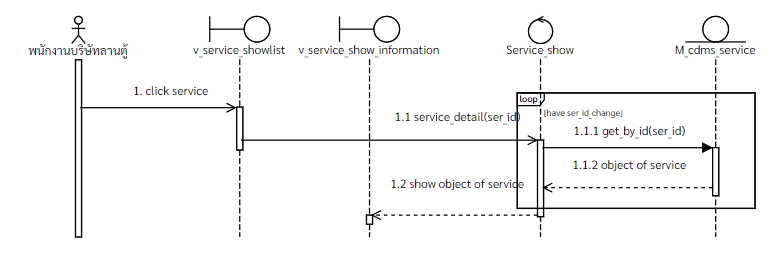 พนักงานบริษัทลานตู้
v_service_showlist
v_service_show_information
Service_show
M_cdms_service
1. click service
loop
[have ser_id_change]
1.1 service_detail(ser_id)
1.1.1 get_by_id(ser_id)
1.1.2 object of service
1.2 show object of service